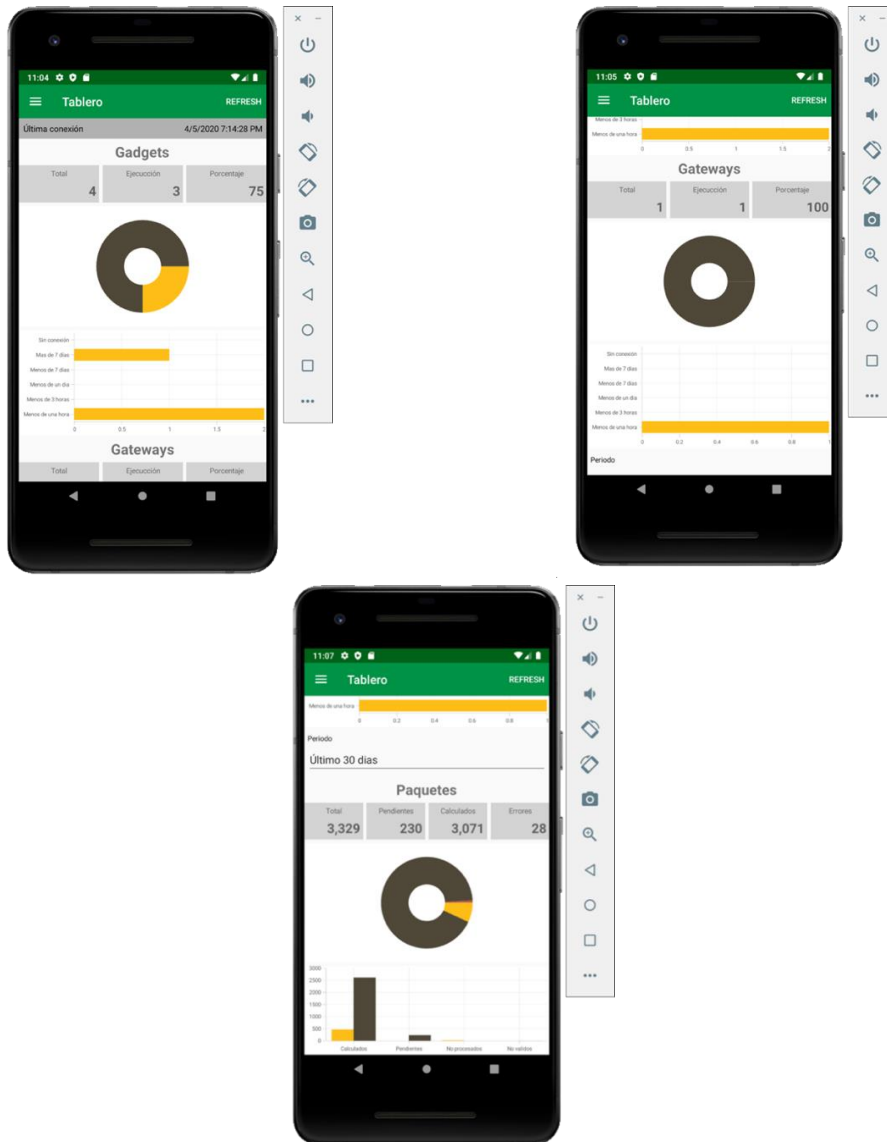 11:04
Tablero REFRESH
Última conexión 4/5/2020 7:14:28 PM
Gadgets
Total Ejecucción Porcentaje
4 3 75
Sin conexión
Mas de 7 días
Menos de 7 días
Menos de un día
Menos de 3 horas
Menos de una hora
0 0.5 1 1.5 2
Gateways
Total Ejecucción Porcentaje
11:05
Tablero REFRESH
Menos de 3 horas
Menos de una hora
0 0.5 1 1.5 2
Gateways
Total Ejecucción Porcentaje
1 1 100
Sin conexión
Mas de 7 días
Menos de 7 días
Menos de un día
Menos de 3 horas
Menos de una hora
0 0.2 0.4 0.6 0.8 1
Periodo
11:07
Tablero REFRESH
Menos de una hora
0 0.2 0.4 0.6 0.8 1
Periodo
Último 30 dias
Paquetes
Total Pendientes Calculados Errores
3,329 230 3,071 28
3000
2500
2000
1500
1000
500
0
Calculados Pendientes No procesados No validos